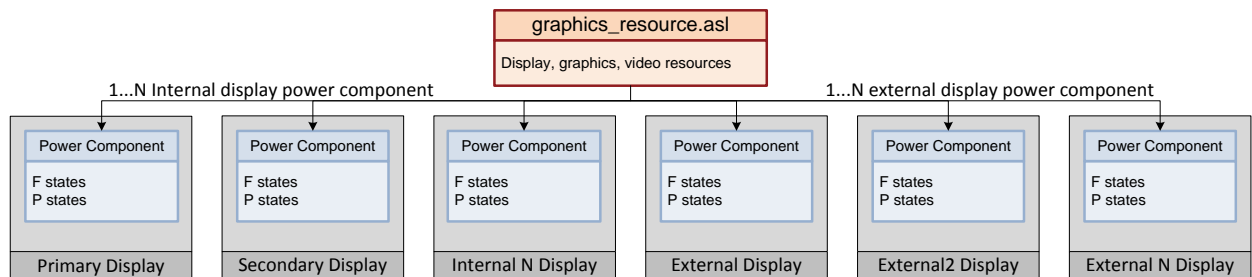 graphics_resource.asl
Display, graphics, video resources
1...N Internal display power component
1...N external display power component
Power Component
F states
P states
Primary Display
Power Component
F states
P states
Secondary Display
Power Component
F states
P states
Internal N Display
Power Component
F states
P states
External Display
Power Component
F states
P states
External2 Display
Power Component
F states
P states
External N Display